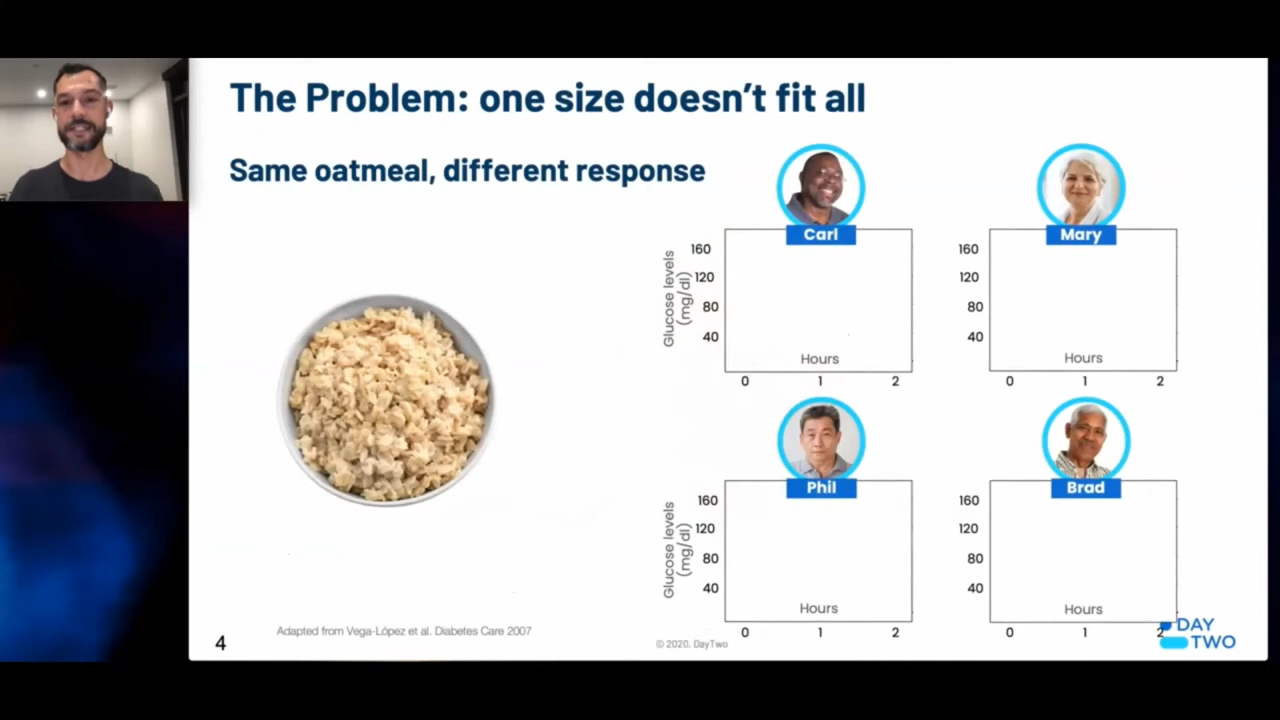 The Problem: one size doesn't fit all
Same oatmeal, different response
Carl
160
120
80
40
Glucose levels
(mg/dl)
Hours
0 1 2
Mary
160
120
80
40
Hours
0 1 2
Phil
160
120
80
40
Glucose levels
(mg/dl)
Hours
0 1 2
Brad
160
120
80
40
Hours
0 1 2
Adapted from Vega-López et al. Diabetes Care 2007
4
© 2020. DayTwo
DAY
TWO